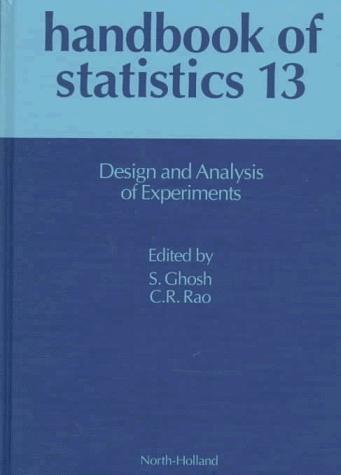 handbook of
statistics 13
Design and Analysis
of Experiments
Edited by
S. Ghosh
C.R. Rao
North-Holland